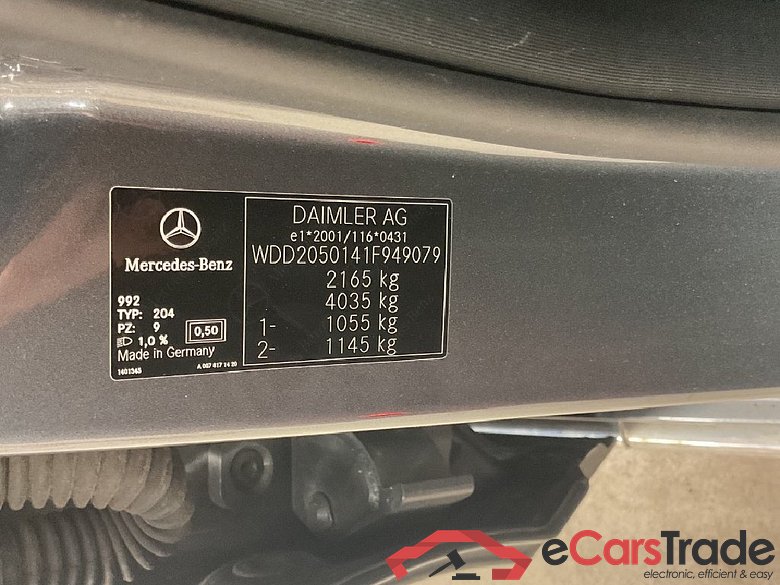 Mercedes-Benz
992
TYP: 204
PZ: 9
1,0 %
0,50
Made in Germany
DAIMLER AG
e1*2001/116*0431
WDD2050141F949079
2165 kg
4035 kg
1- 1055 kg
2- 1145 kg
eCarsTrade
electronic, efficient & easy